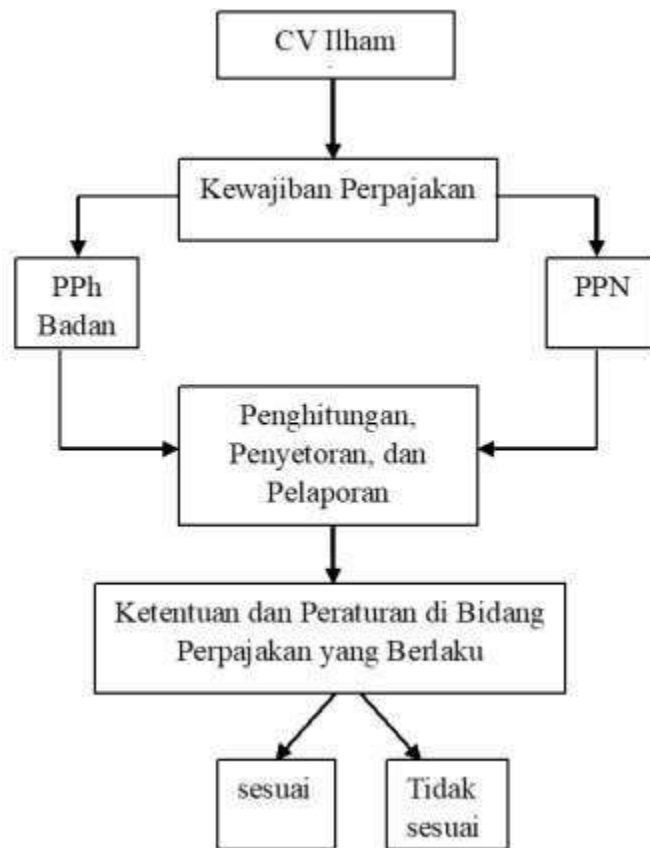 CV Ilham
Kewajiban Perpajakan
PPh
Badan
PPN
Penghitungan,
Penyetoran, dan
Pelaporan
Ketentuan dan Peraturan di Bidang
Perpajakan yang Berlaku
sesuai
Tidak
sesuai